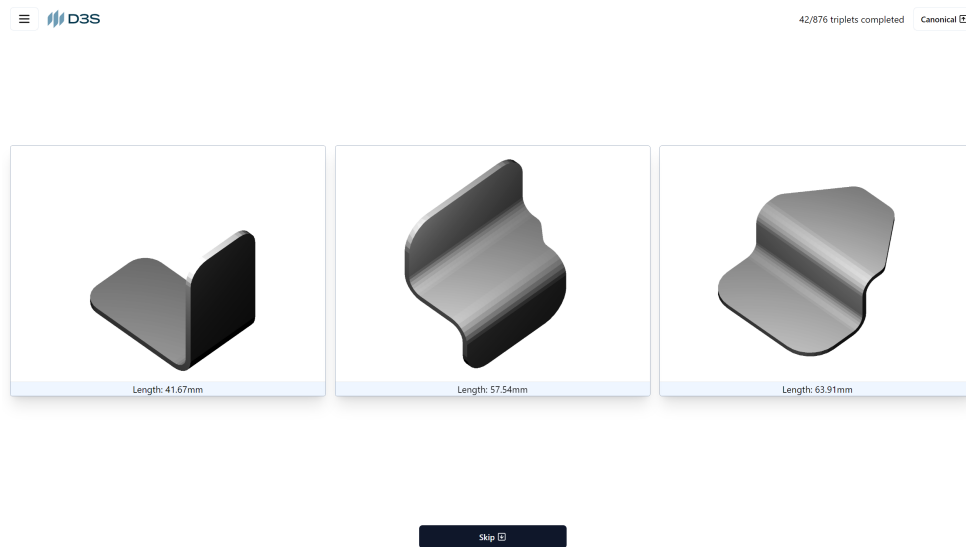 D3S
42/876 triplets completed
Canonical
Length: 41.67mm
Length: 57.54mm
Length: 63.91mm
Skip